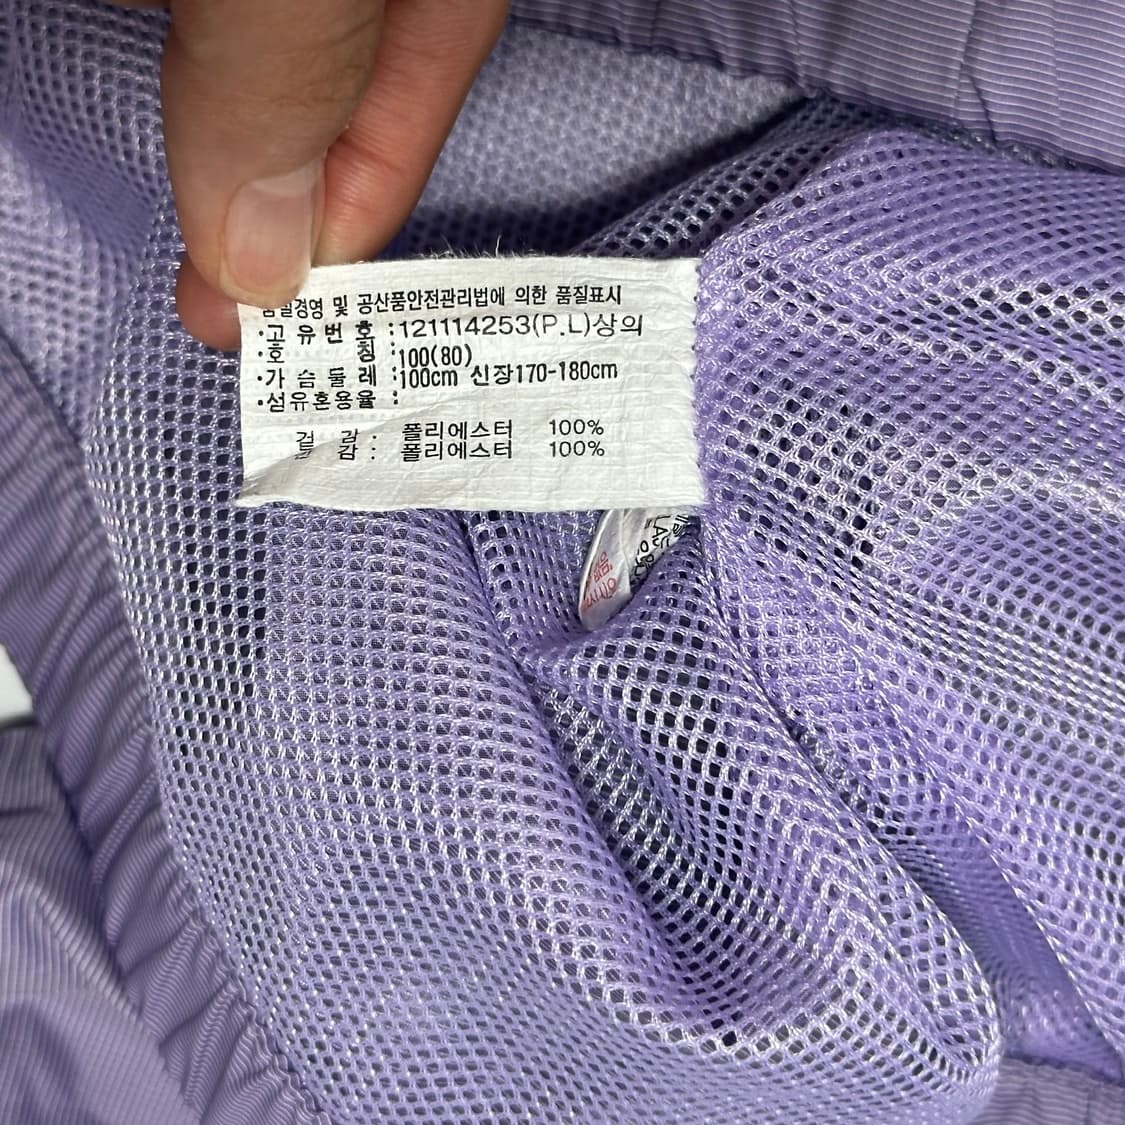 품질경영 및 공산품안전관리법에 의한 품질표시
·고 유 번 호 :121114253(P.L)상의
·호 칭 :100(80)
·가 슴 둘 레 :100cm 신장170-180cm
·섬유혼용율 :
겉 감 : 폴리에스터 100%
감 : 폴리에스터 100%